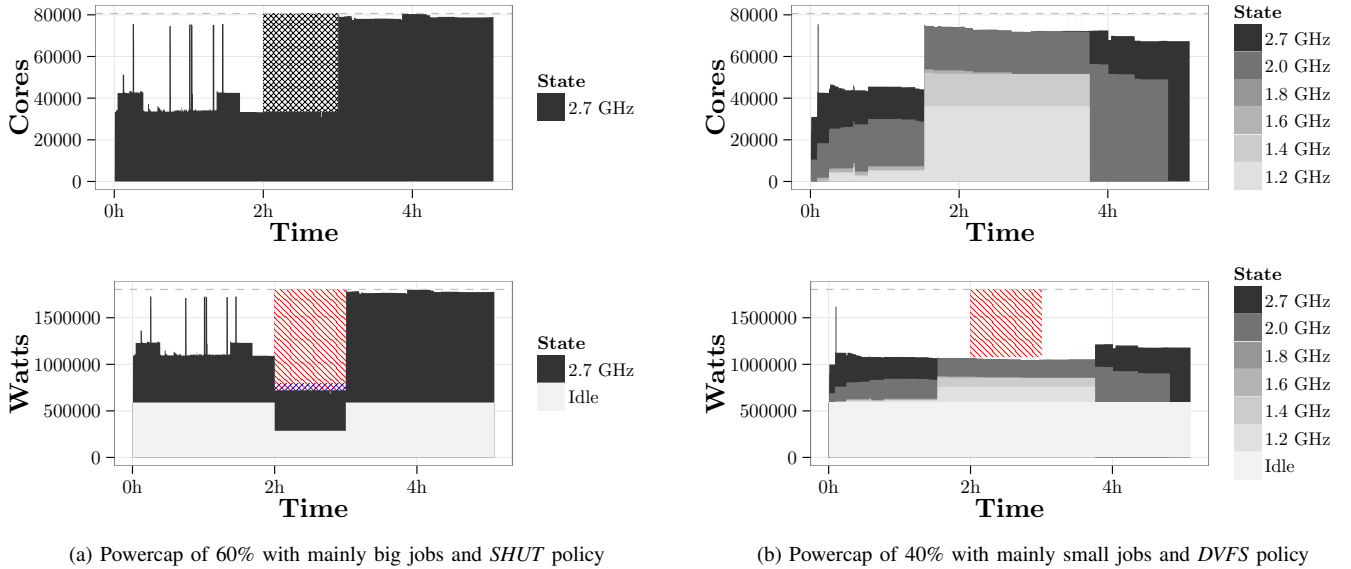 80000
60000
40000
20000
0
Cores
0h
2h
4h
Time
State
2.7 GHz
80000
60000
40000
20000
0
Cores
0h
2h
4h
Time
State
2.7 GHz
2.0 GHz
1.8 GHz
1.6 GHz
1.4 GHz
1.2 GHz
1500000
1000000
500000
0
Watts
0h
2h
4h
Time
State
2.7 GHz
Idle
1500000
1000000
500000
0
Watts
0h
2h
4h
Time
State
2.7 GHz
2.0 GHz
1.8 GHz
1.6 GHz
1.4 GHz
1.2 GHz
Idle
(a) Powercap of 60% with mainly big jobs and SHUT policy
(b) Powercap of 40% with mainly small jobs and DVFS policy